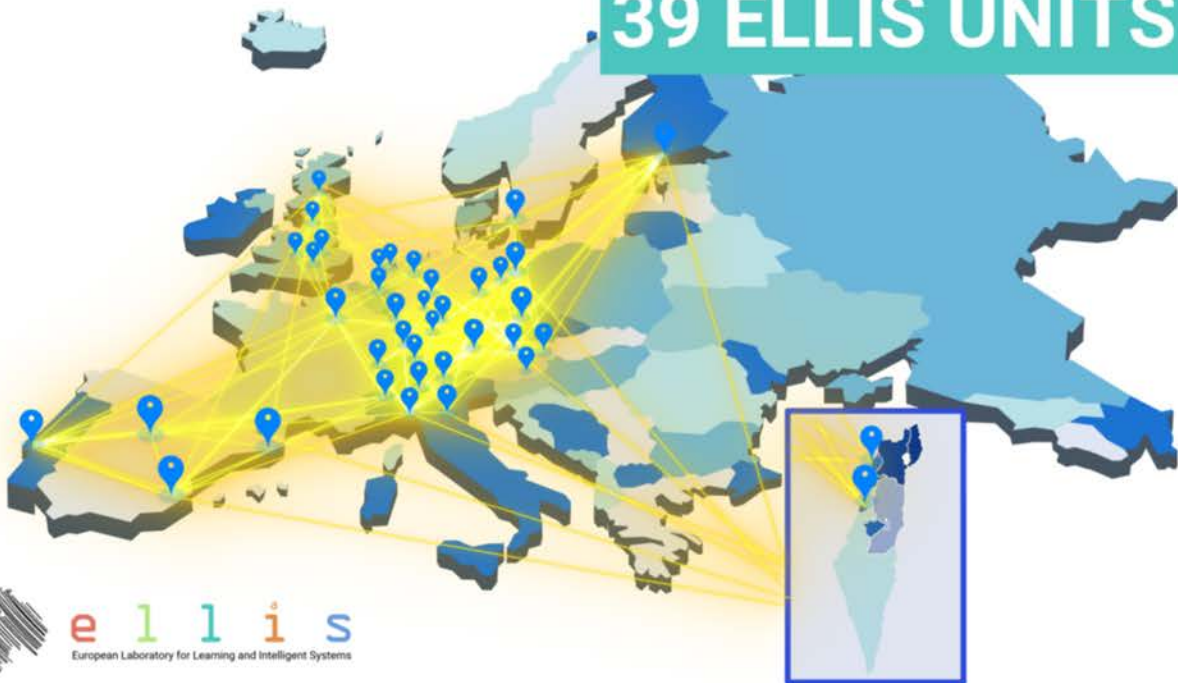 39 ELLIS UNITS
ellis
European Laboratory for Learning and Intelligent Systems